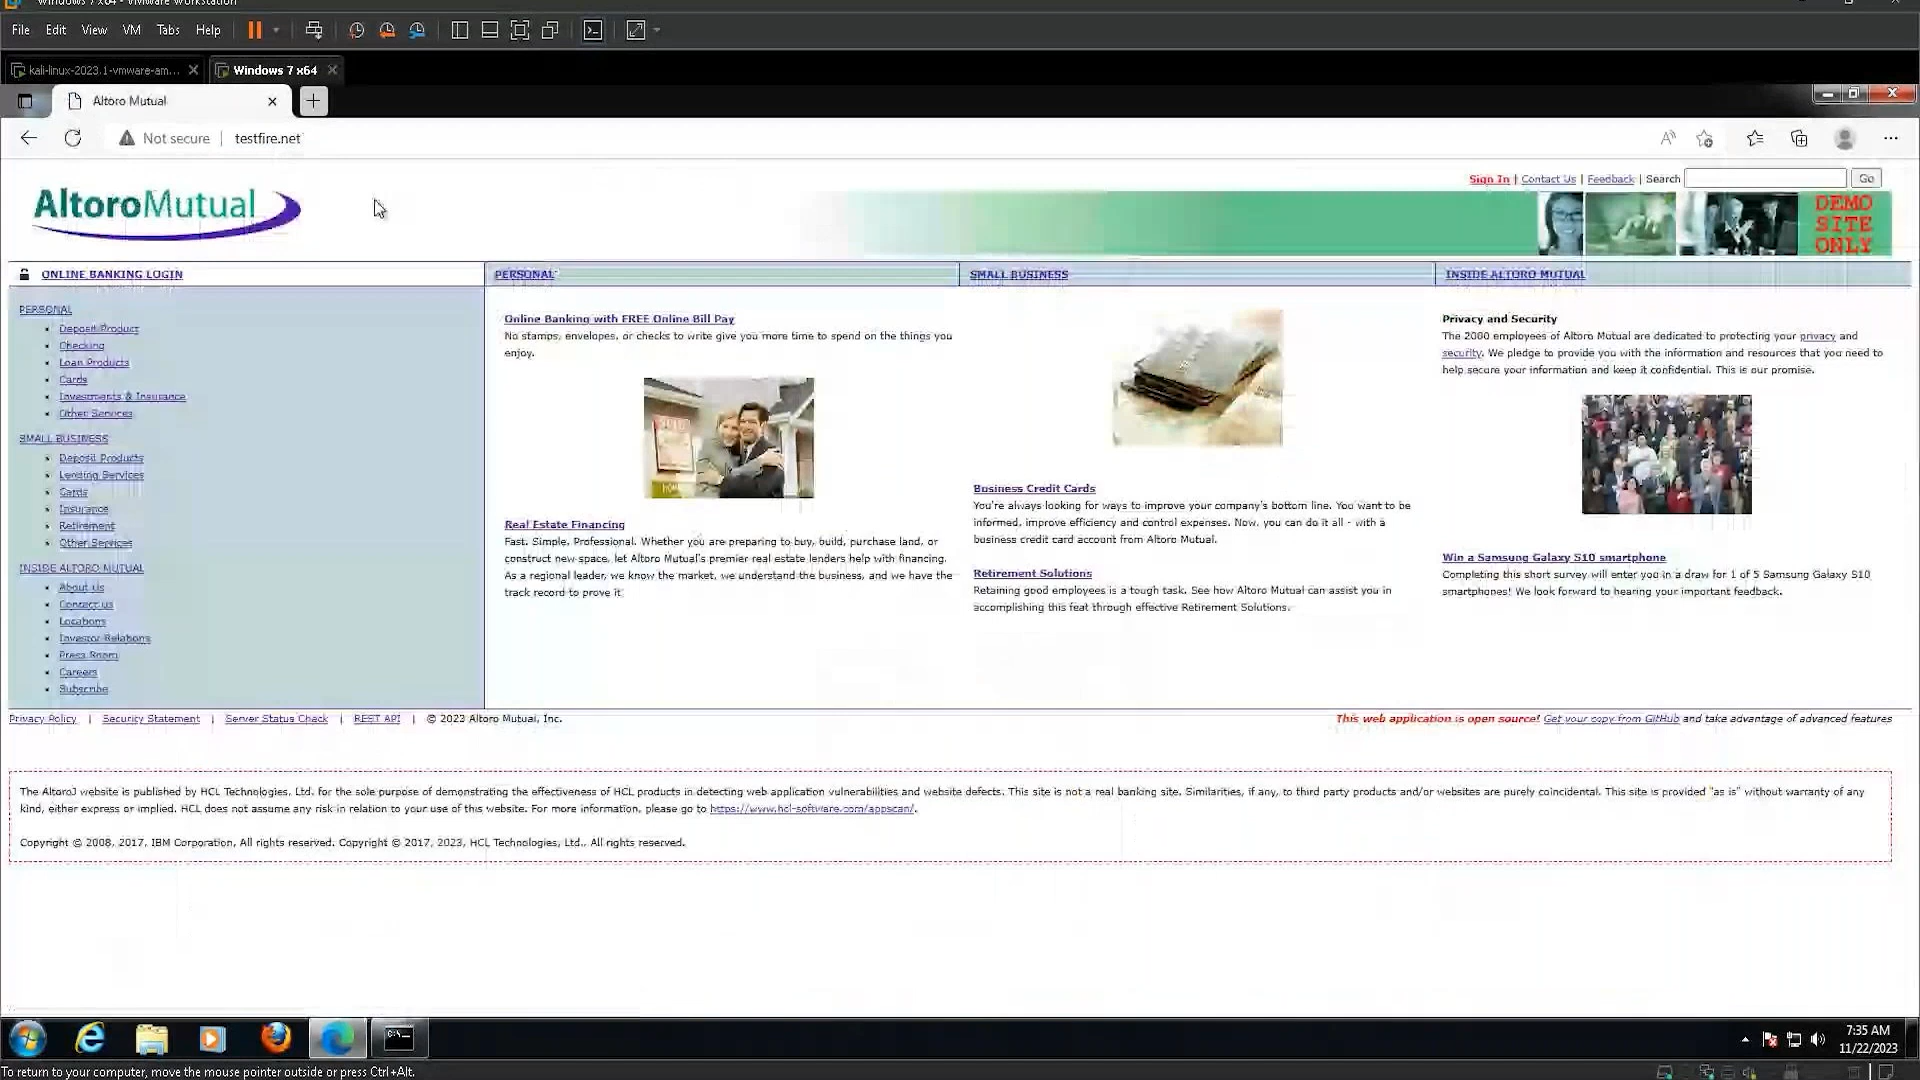 Windows 7 x64 - VMware Workstation
File Edit View VM Tabs Help
kali-linux-2023.1-vmware-am...
Windows 7 x64
Altoro Mutual
Not secure
testfire.net
AltoroMutual
Sign In | Contact Us | Feedback | Search
Go
DEMO
SITE
ONLY
ONLINE BANKING LOGIN
PERSONAL
SMALL BUSINESS
INSIDE ALTORO MUTUAL
PERSONAL
Deposit Product
Checking
Loan Products
Cards
Investments & Insurance
Other Services
SMALL BUSINESS
Deposit Products
Lending Services
Cards
Insurance
Retirement
Other Services
INSIDE ALTORO MUTUAL
About Us
Contact Us
Locations
Investor Relations
Press Room
Careers
Subscribe
Online Banking with FREE Online Bill Pay
No stamps, envelopes, or checks to write give you more time to spend on the things you
enjoy.
Real Estate Financing
Fast. Simple. Professional. Whether you are preparing to buy, build, purchase land, or
construct new space, let Altoro Mutual's premier real estate lenders help with financing.
As a regional leader, we know the market, we understand the business, and we have the
track record to prove it
Business Credit Cards
You're always looking for ways to improve your company's bottom line. You want to be
informed, improve efficiency and control expenses. Now, you can do it all - with a
business credit card account from Altoro Mutual.
Retirement Solutions
Retaining good employees is a tough task. See how Altoro Mutual can assist you in
accomplishing this feat through effective Retirement Solutions.
Privacy and Security
The 2000 employees of Altoro Mutual are dedicated to protecting your privacy and
security. We pledge to provide you with the information and resources that you need to
help secure your information and keep it confidential. This is our promise.
Win a Samsung Galaxy S10 smartphone
Completing this short survey will enter you in a draw for 1 of 5 Samsung Galaxy S10
smartphones! We look forward to hearing your important feedback.
Privacy Policy | Security Statement | Server Status Check | REST API | © 2023 Altoro Mutual, Inc.
This web application is open source! Get your copy from GitHub and take advantage of advanced features
The AltoroJ website is published by HCL Technologies, Ltd. for the sole purpose of demonstrating the effectiveness of HCL products in detecting web application vulnerabilities and website defects. This site is not a real banking site. Similarities, if any, to third party products and/or websites are purely coincidental. This site is provided "as is" without warranty of any
kind, either express or implied. HCL does not assume any risk in relation to your use of this website. For more information, please go to https://www.hcl-software.com/appscan/.
Copyright © 2008, 2017, IBM Corporation, All rights reserved. Copyright © 2017, 2023, HCL Technologies, Ltd., All rights reserved.
7:35 AM
11/22/2023
To return to your computer, move the mouse pointer outside or press Ctrl+Alt.